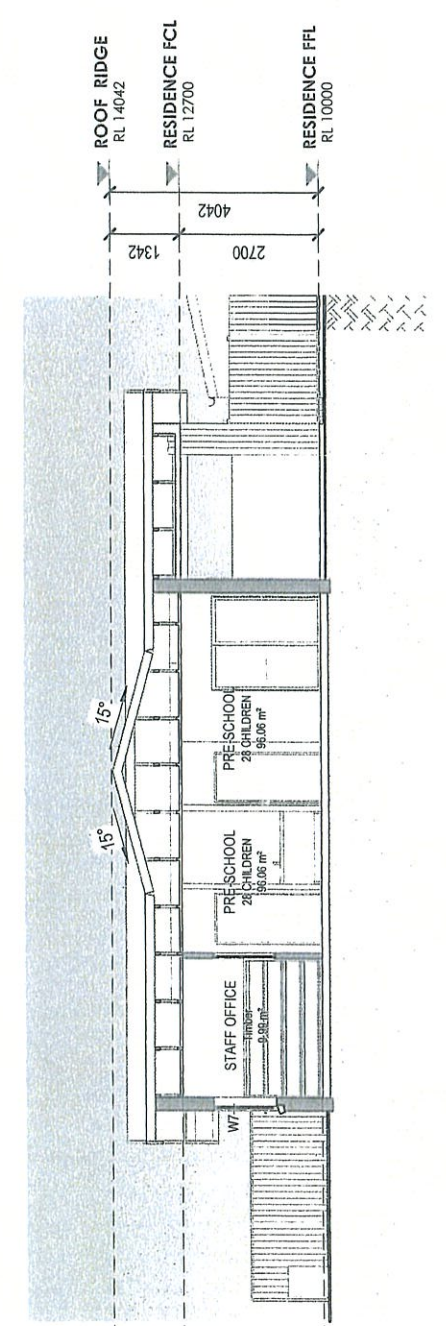 ROOF RIDGE
RL 14042
RESIDENCE FCL
RL 12700
RESIDENCE FFL
RL 10000
1342
4042
2700
15°
15°
W7
STAFF OFFICE
Timber
9.99 m²
PRE-SCHOOL
28 CHILDREN
96.06 m²
PRE-SCHOOL
28 CHILDREN
96.06 m²